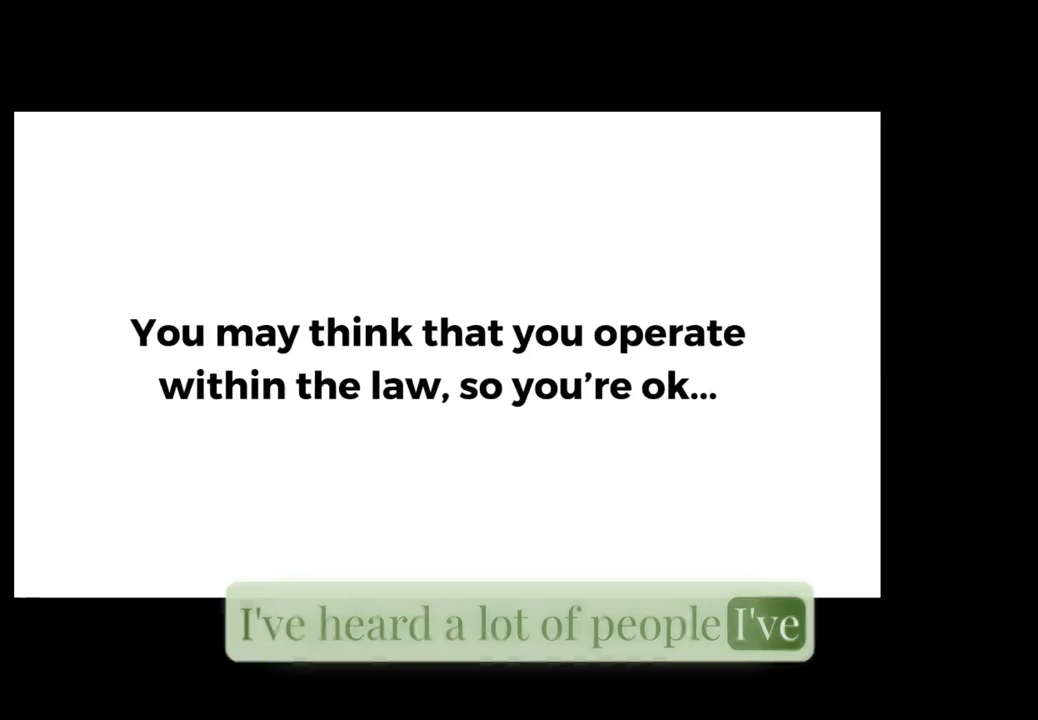 You may think that you operate
within the law, so you’re ok...
I've heard a lot of people I've